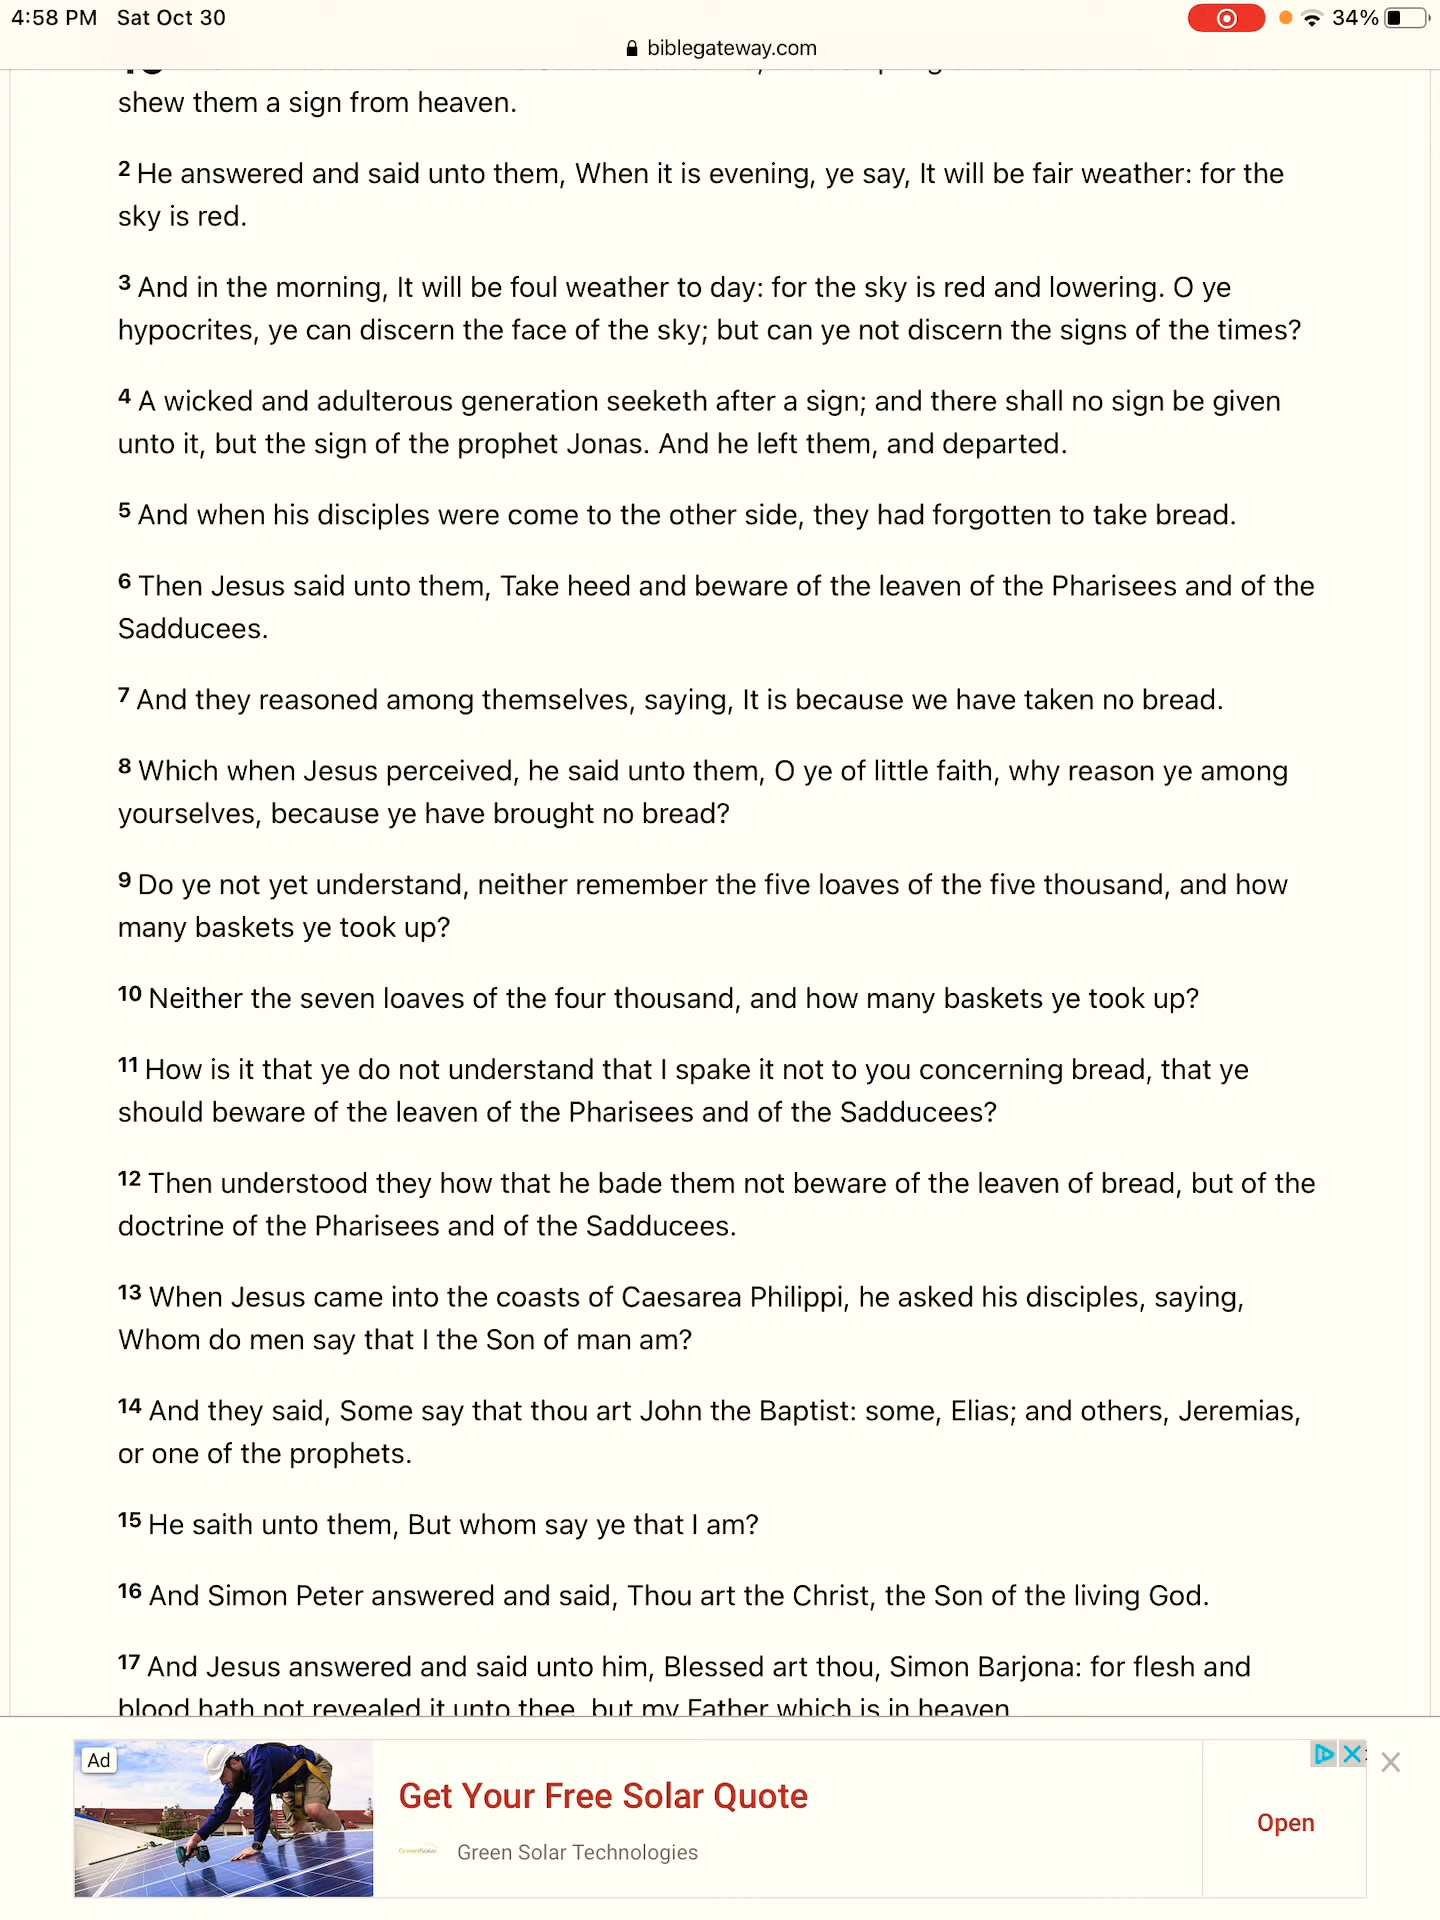 4:58 PM Sat Oct 30
34%
biblegateway.com
shew them a sign from heaven.
2 He answered and said unto them, When it is evening, ye say, It will be fair weather: for the
sky is red.
3 And in the morning, It will be foul weather to day: for the sky is red and lowering. O ye
hypocrites, ye can discern the face of the sky; but can ye not discern the signs of the times?
4 A wicked and adulterous generation seeketh after a sign; and there shall no sign be given
unto it, but the sign of the prophet Jonas. And he left them, and departed.
5 And when his disciples were come to the other side, they had forgotten to take bread.
6 Then Jesus said unto them, Take heed and beware of the leaven of the Pharisees and of the
Sadducees.
7 And they reasoned among themselves, saying, It is because we have taken no bread.
8 Which when Jesus perceived, he said unto them, O ye of little faith, why reason ye among
yourselves, because ye have brought no bread?
9 Do ye not yet understand, neither remember the five loaves of the five thousand, and how
many baskets ye took up?
10 Neither the seven loaves of the four thousand, and how many baskets ye took up?
11 How is it that ye do not understand that I spake it not to you concerning bread, that ye
should beware of the leaven of the Pharisees and of the Sadducees?
12 Then understood they how that he bade them not beware of the leaven of bread, but of the
doctrine of the Pharisees and of the Sadducees.
13 When Jesus came into the coasts of Caesarea Philippi, he asked his disciples, saying,
Whom do men say that I the Son of man am?
14 And they said, Some say that thou art John the Baptist: some, Elias; and others, Jeremias,
or one of the prophets.
15 He saith unto them, But whom say ye that I am?
16 And Simon Peter answered and said, Thou art the Christ, the Son of the living God.
17 And Jesus answered and said unto him, Blessed art thou, Simon Barjona: for flesh and
blood hath not revealed it unto thee, but my Father which is in heaven
Ad
Get Your Free Solar Quote
Green Solar Technologies
Open